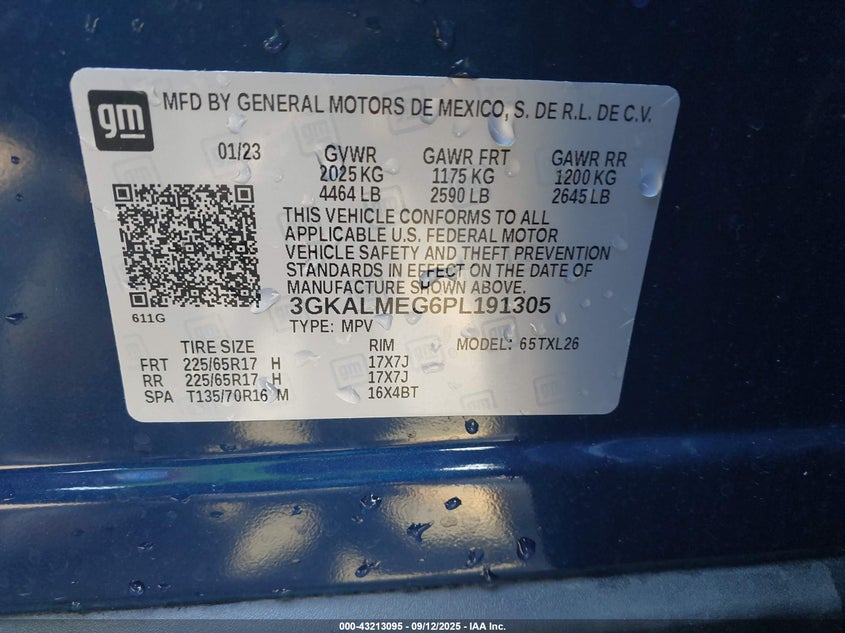 gm
MFD BY GENERAL MOTORS DE MEXICO, S. DE R.L. DE C.V.
01/23 GVWR GAWR FRT GAWR RR
2025 KG 1175 KG 1200 KG
4464 LB 2590 LB 2645 LB
THIS VEHICLE CONFORMS TO ALL
APPLICABLE U.S. FEDERAL MOTOR
VEHICLE SAFETY AND THEFT PREVENTION
STANDARDS IN EFFECT ON THE DATE OF
MANUFACTURE SHOWN ABOVE.
611G
3GKALMEG6PL191305
TYPE: MPV
TIRE SIZE RIM MODEL: 65TXL26
FRT 225/65R17 H 17X7J
RR 225/65R17 H 17X7J
SPA T135/70R16 M 16X4BT
000-43213095 - 09/12/2025 - IAA Inc.